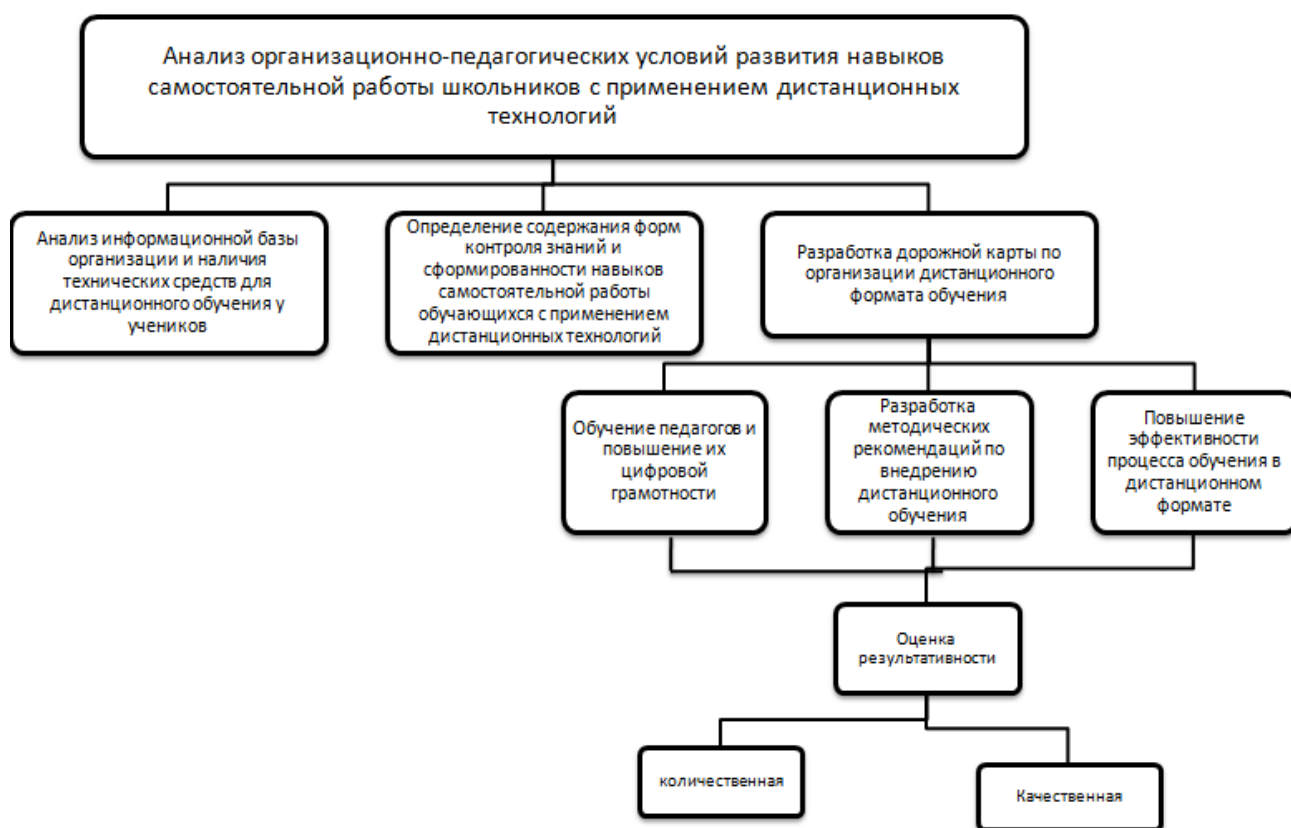 Анализ организационно-педагогических условий развития навыков
самостоятельной работы школьников с применением дистанционных
технологий
Анализ информационной базы
организации и наличия
технических средств для
дистанционного обучения у
учеников
Определение содержания форм
контроля знаний и
сформированности навыков
самостоятельной работы
обучающихся с применением
дистанционных технологий
Разработка дорожной карты по
организации дистанционного
формата обучения
Обучение педагогов и
повышение их
цифровой
грамотности
Разработка
методических
рекомендаций по
внедрению
дистанционного
обучения
Повышение
эффективности
процесса обучения в
дистанционном
формате
Оценка
результативности
количественная
Качественная